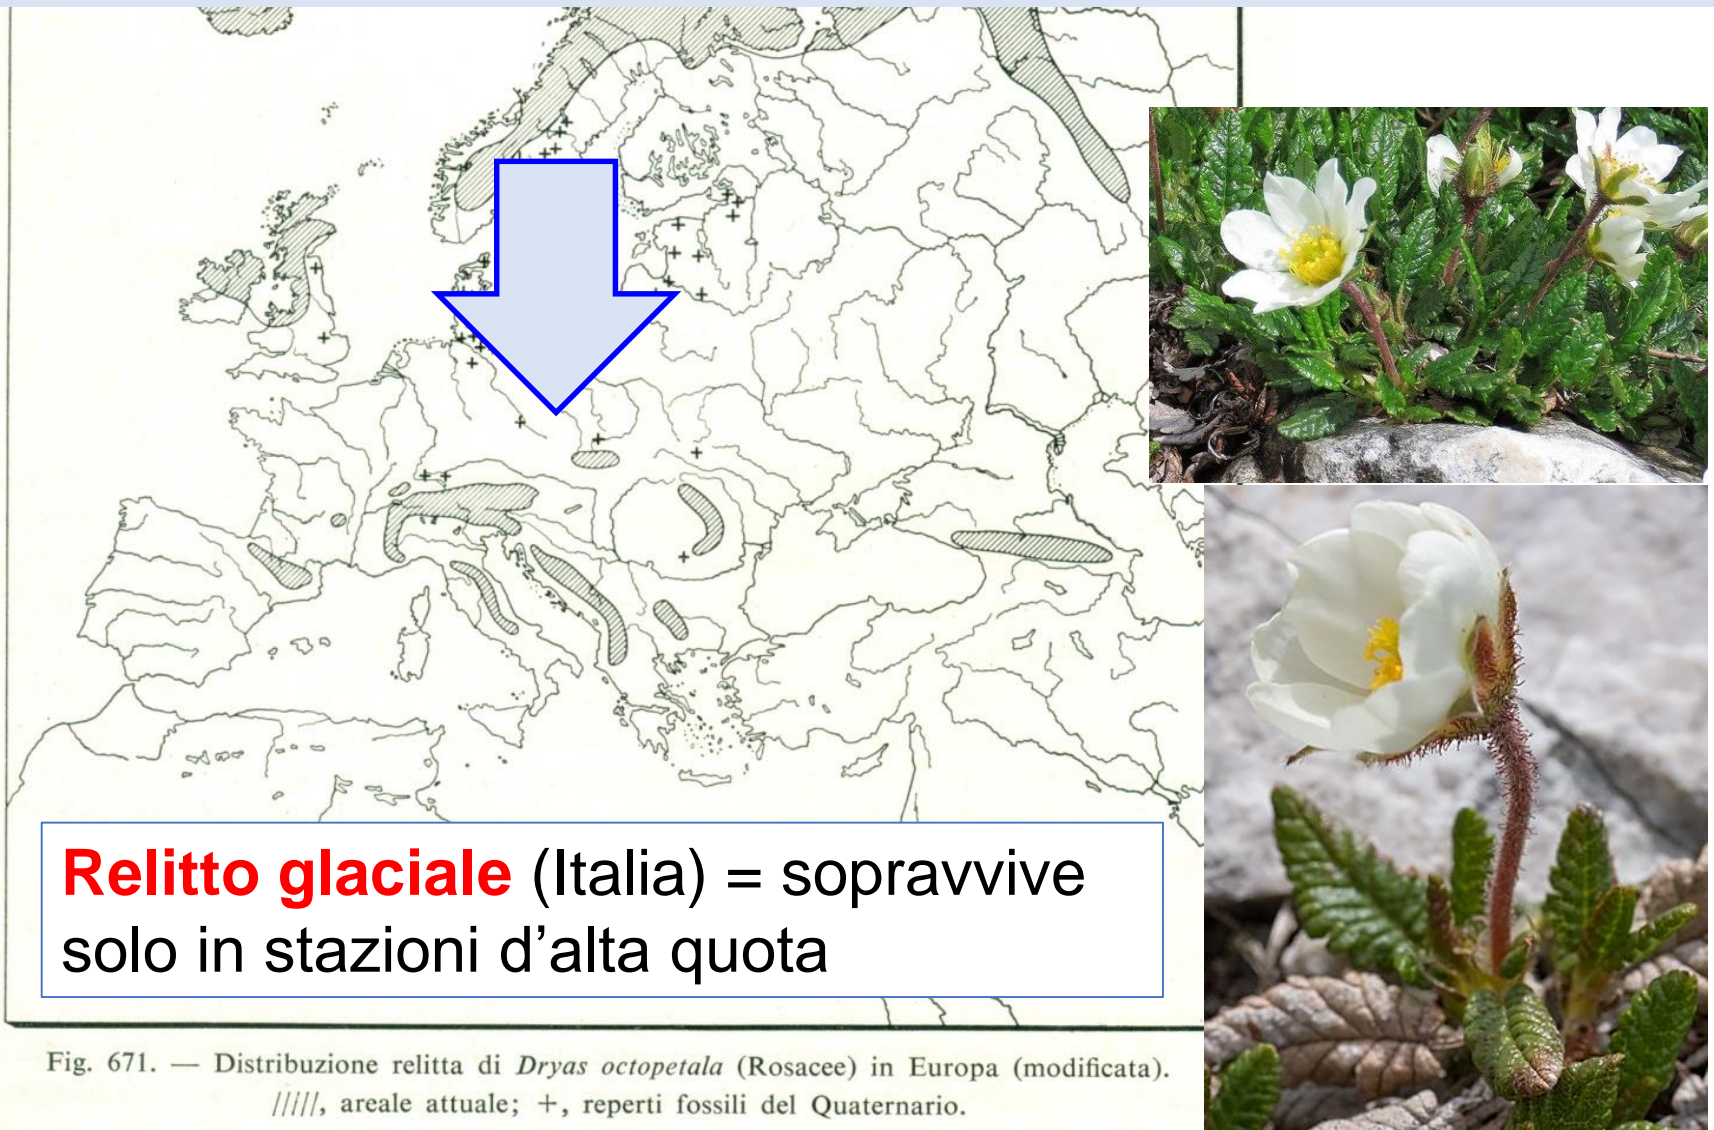 Relitto glaciale (Italia) = sopravvive
solo in stazioni d’alta quota
Fig. 671. — Distribuzione relitta di Dryas octopetala (Rosacee) in Europa (modificata).
/////, areale attuale; +, reperti fossili del Quaternario.